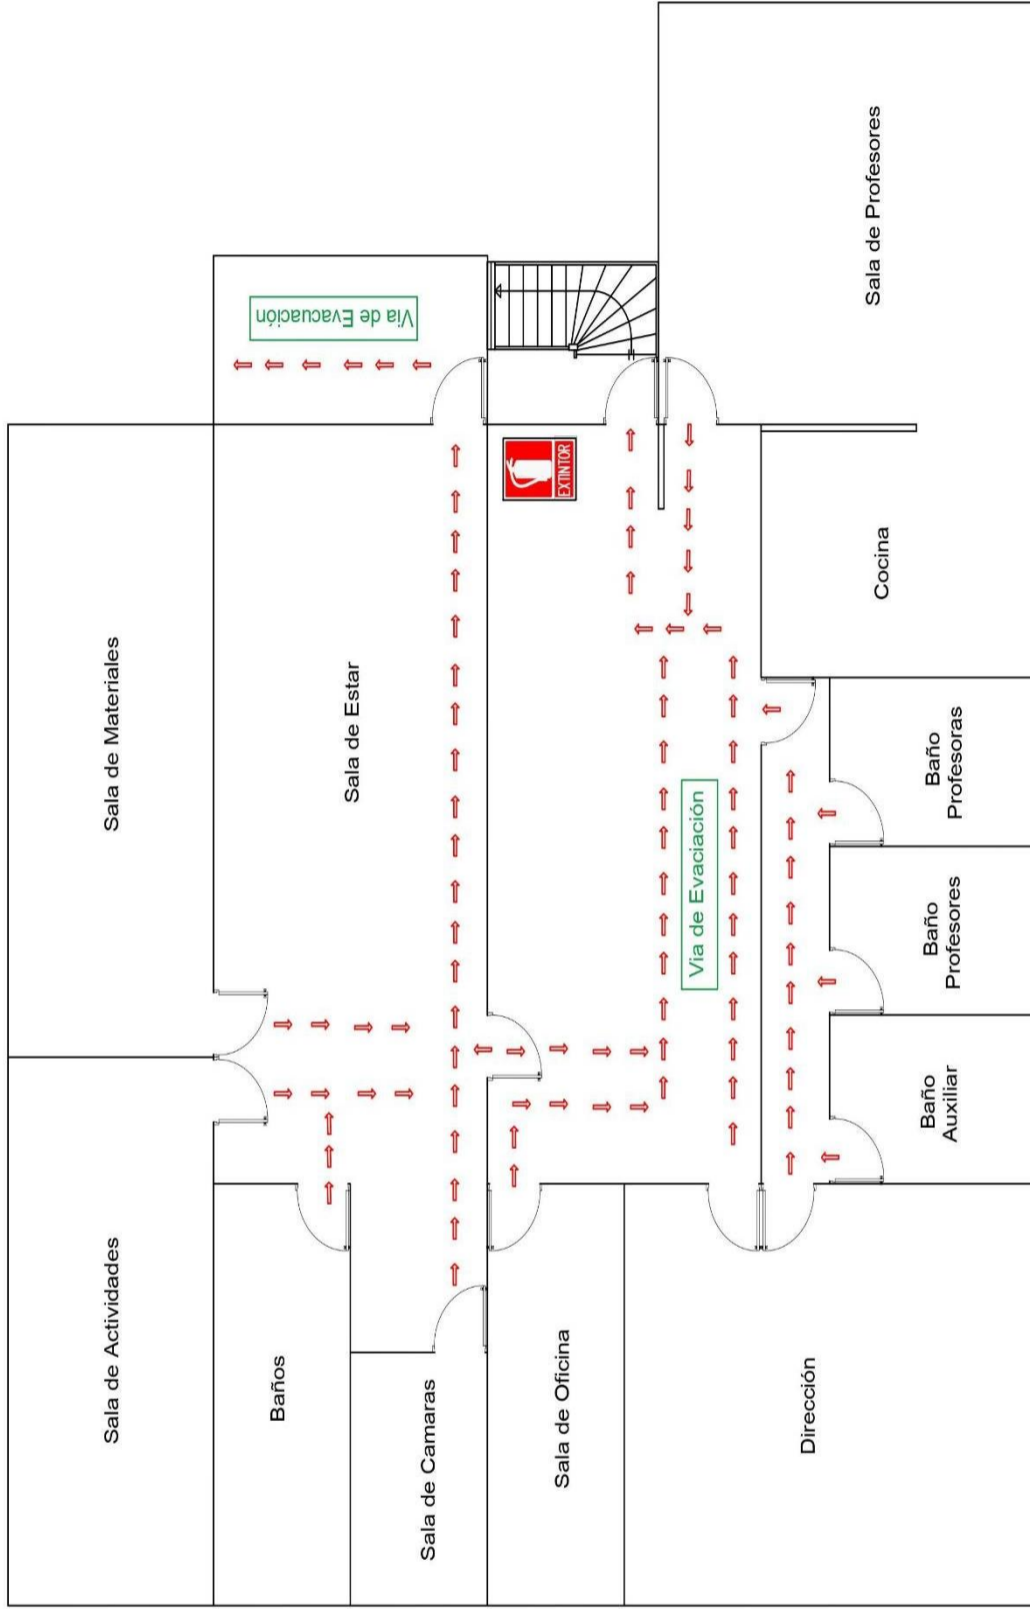 Sala de Actividades
Sala de Materiales
Baños
Sala de Estar
Via de Evacuación
Sala de Camaras
Sala de Oficina
EXTINTOR
Via de Evaciación
Dirección
Cocina
Sala de Profesores
Baño
Auxiliar
Baño
Profesores
Baño
Profesoras